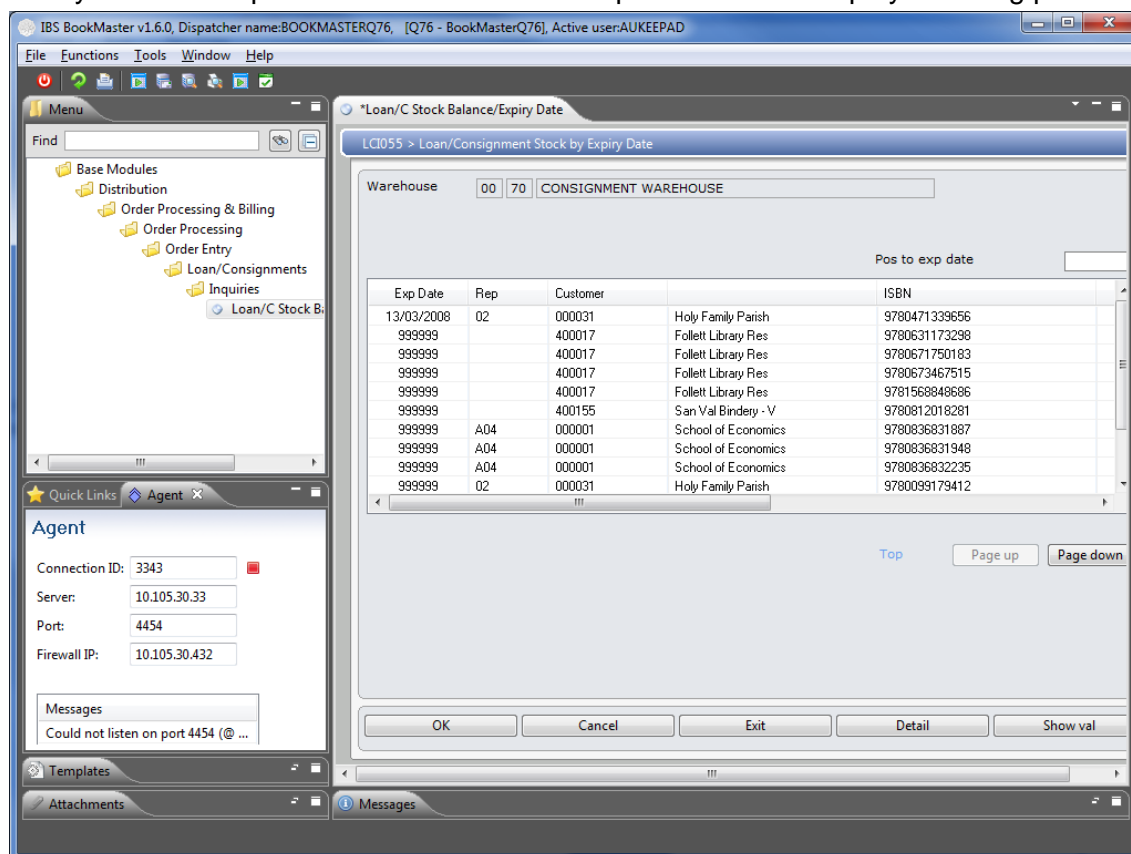 IBS BookMaster v1.6.0, Dispatcher name:BOOKMASTERQ76, [Q76 - BookMasterQ76], Active user:AUKEEPAD
File Functions Tools Window Help
Menu
Find
Base Modules
Distribution
Order Processing & Billing
Order Processing
Order Entry
Loan/Consignments
Inquiries
Loan/C Stock Ba
Quick Links Agent
Agent
Connection ID: 3343
Server: 10.105.30.33
Port: 4454
Firewall IP: 10.105.30.432
Messages
Could not listen on port 4454 (@ ...
Templates
Attachments
*Loan/C Stock Balance/Expiry Date
LCI055 > Loan/Consignment Stock by Expiry Date
Warehouse 00 70 CONSIGNMENT WAREHOUSE
Pos to exp date
Exp Date Rep Customer ISBN
13/03/2008 02 000031 Holy Family Parish 9780471339656
999999 400017 Follett Library Res 9780631173298
999999 400017 Follett Library Res 9780671750183
999999 400017 Follett Library Res 9780673467515
999999 400017 Follett Library Res 9781568848686
999999 400155 San Val Bindery - V 9780812018281
999999 A04 000001 School of Economics 9780836831887
999999 A04 000001 School of Economics 9780836831948
999999 A04 000001 School of Economics 9780836832235
999999 02 000031 Holy Family Parish 9780099179412
Top Page up Page down
OK Cancel Exit Detail Show val
Messages